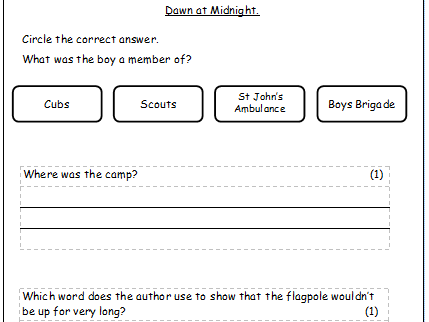 Dawn at Midnight.
Circle the correct answer.
What was the boy a member of?
Cubs
Scouts
St John's
Ambulance
Boys Brigade
Where was the camp? (1)
Which word does the author use to show that the flagpole wouldn't
be up for very long? (1)